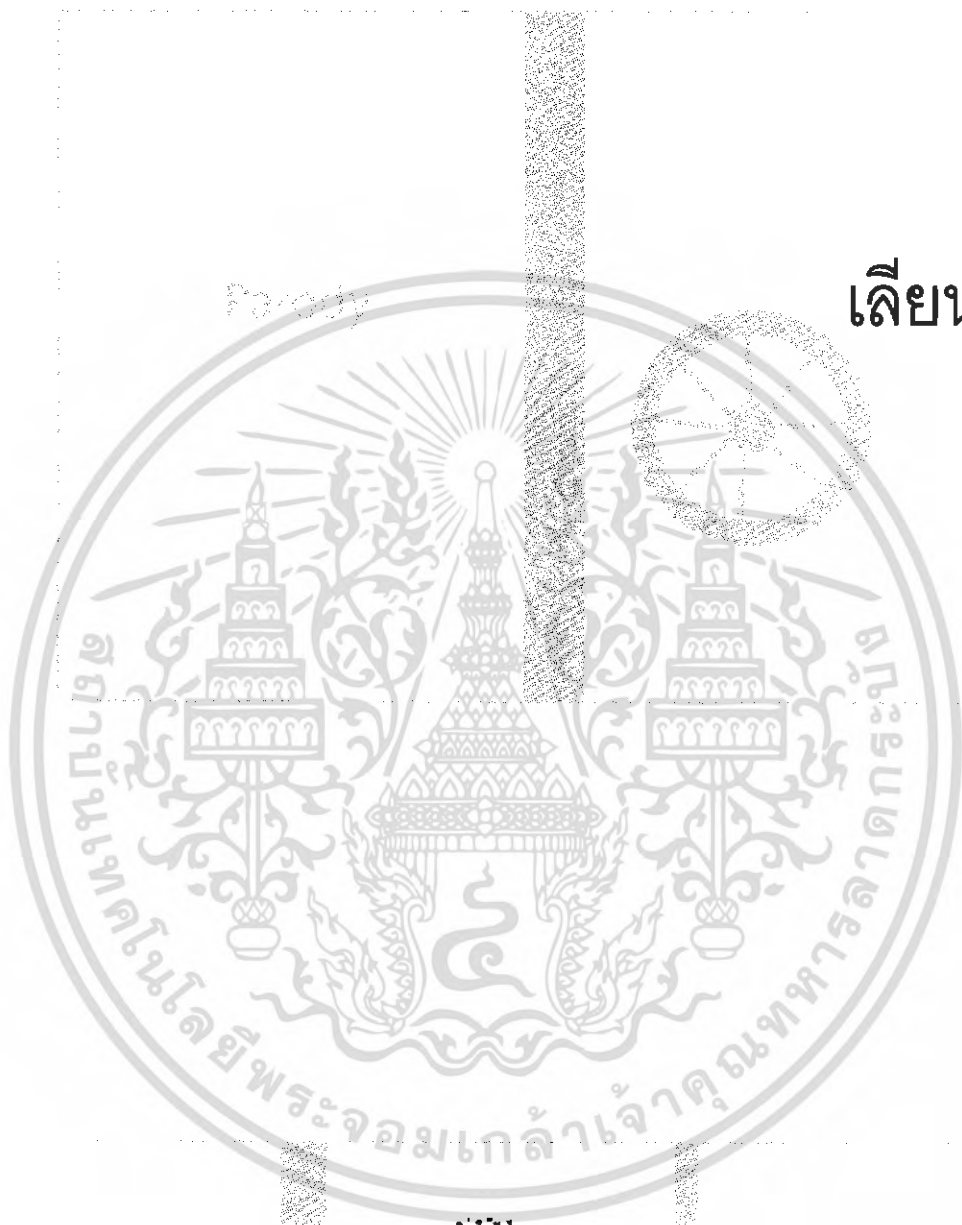 Parody
เลียน
สถาบันเทคโนโลยีพระจอมเกล้าเจ้าคุณทหารลาดกระบัง